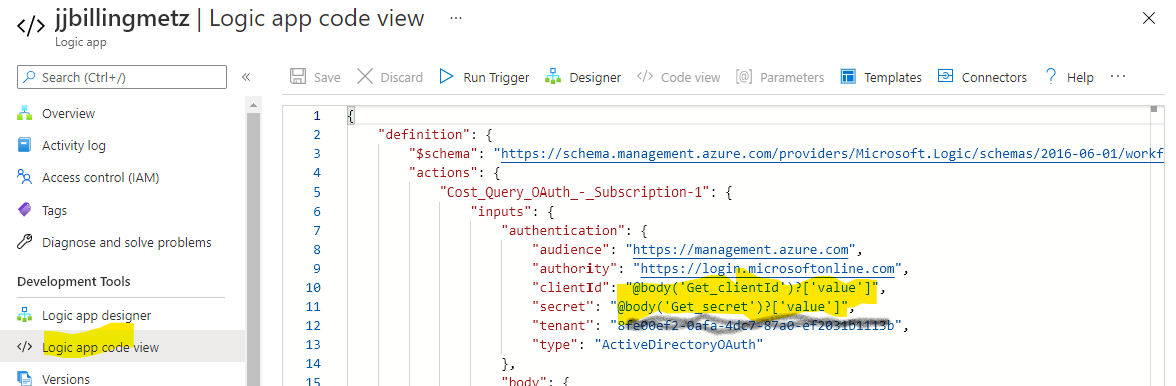 jjbillingmetz | Logic app code view ...
Logic app
Search (Ctrl+/)
Overview
Activity log
Access control (IAM)
Tags
Diagnose and solve problems
Development Tools
Logic app designer
Logic app code view
Versions
Save Discard Run Trigger Designer Code view Parameters Templates Connectors Help ...
1 {
2 "definition": {
3 "$schema": "https://schema.management.azure.com/providers/Microsoft.Logic/schemas/2016-06-01/workf
4 "actions": {
5 "Cost_Query_OAuth_-_Subscription-1": {
6 "inputs": {
7 "authentication": {
8 "audience": "https://management.azure.com",
9 "authority": "https://login.microsoftonline.com",
10 "clientId": "@body('Get_clientId')?['value']",
11 "secret": "@body('Get_secret')?['value']",
12 "tenant": "8fe00ef2-0afa-4dc7-87a0-ef2031b1113b",
13 "type": "ActiveDirectoryOAuth"
14 },
15 "body": {